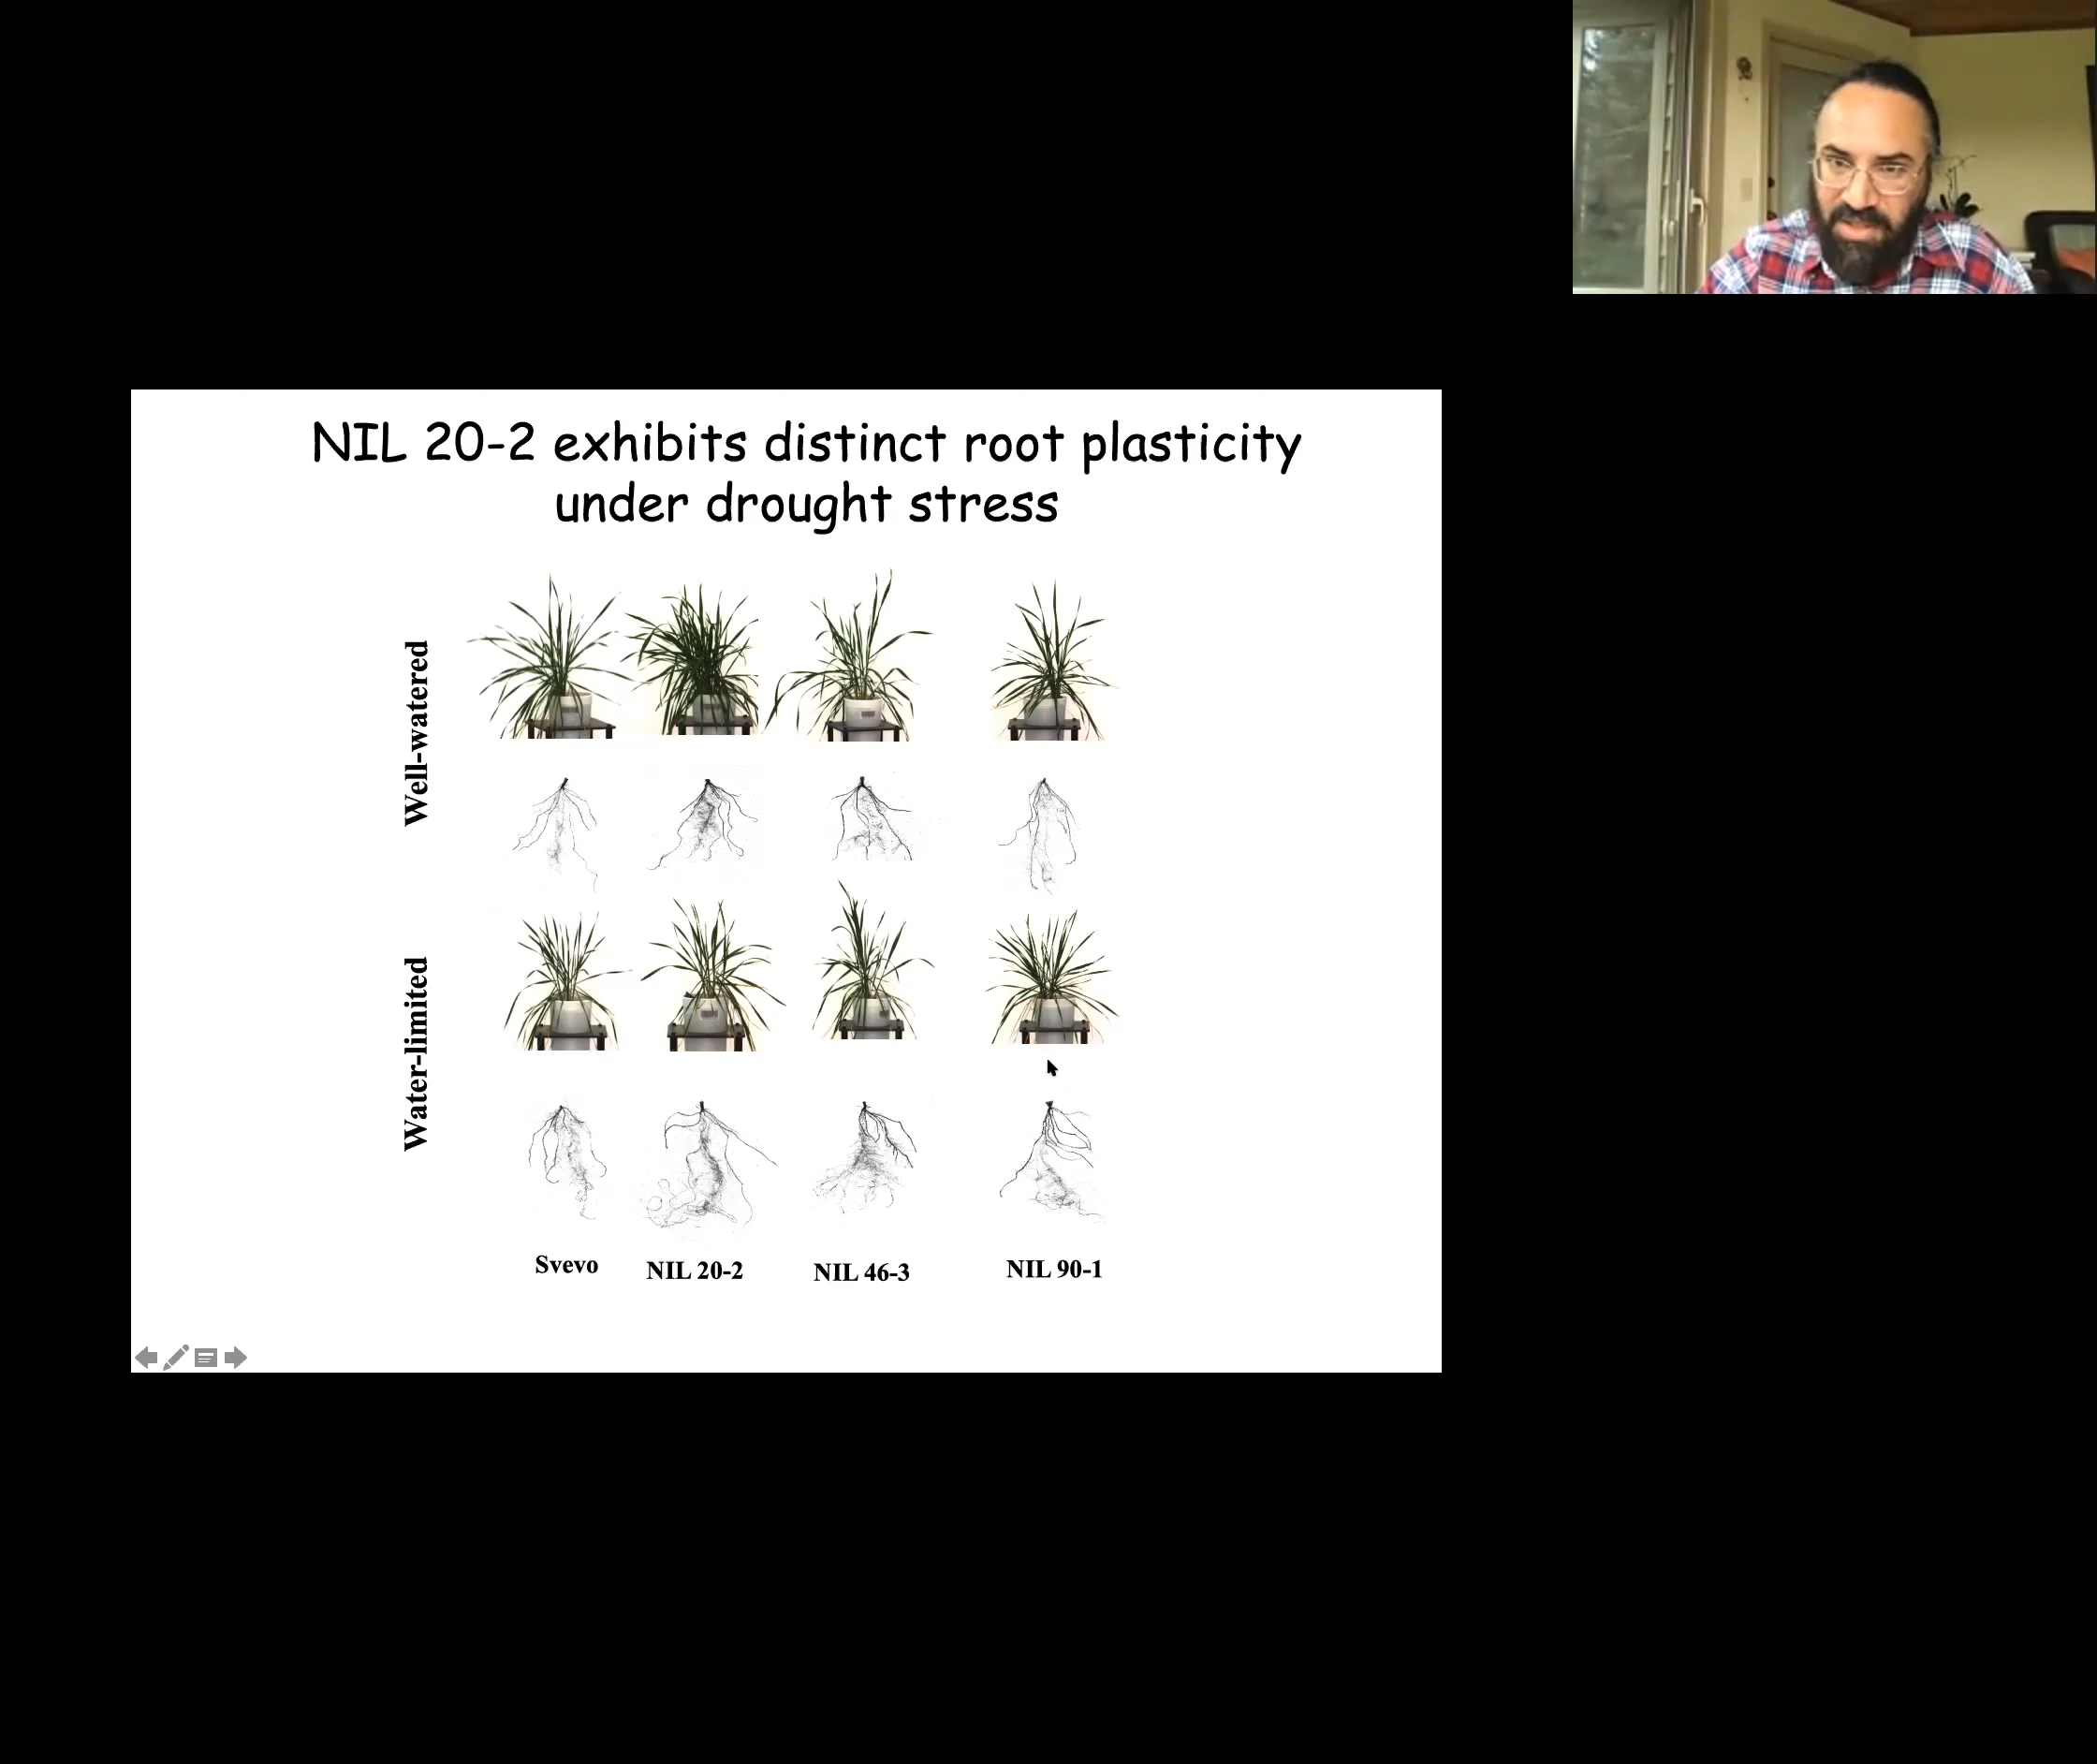 NIL 20-2 exhibits distinct root plasticity
under drought stress
Well-watered
Water-limited
Svevo
NIL 20-2
NIL 46-3
NIL 90-1